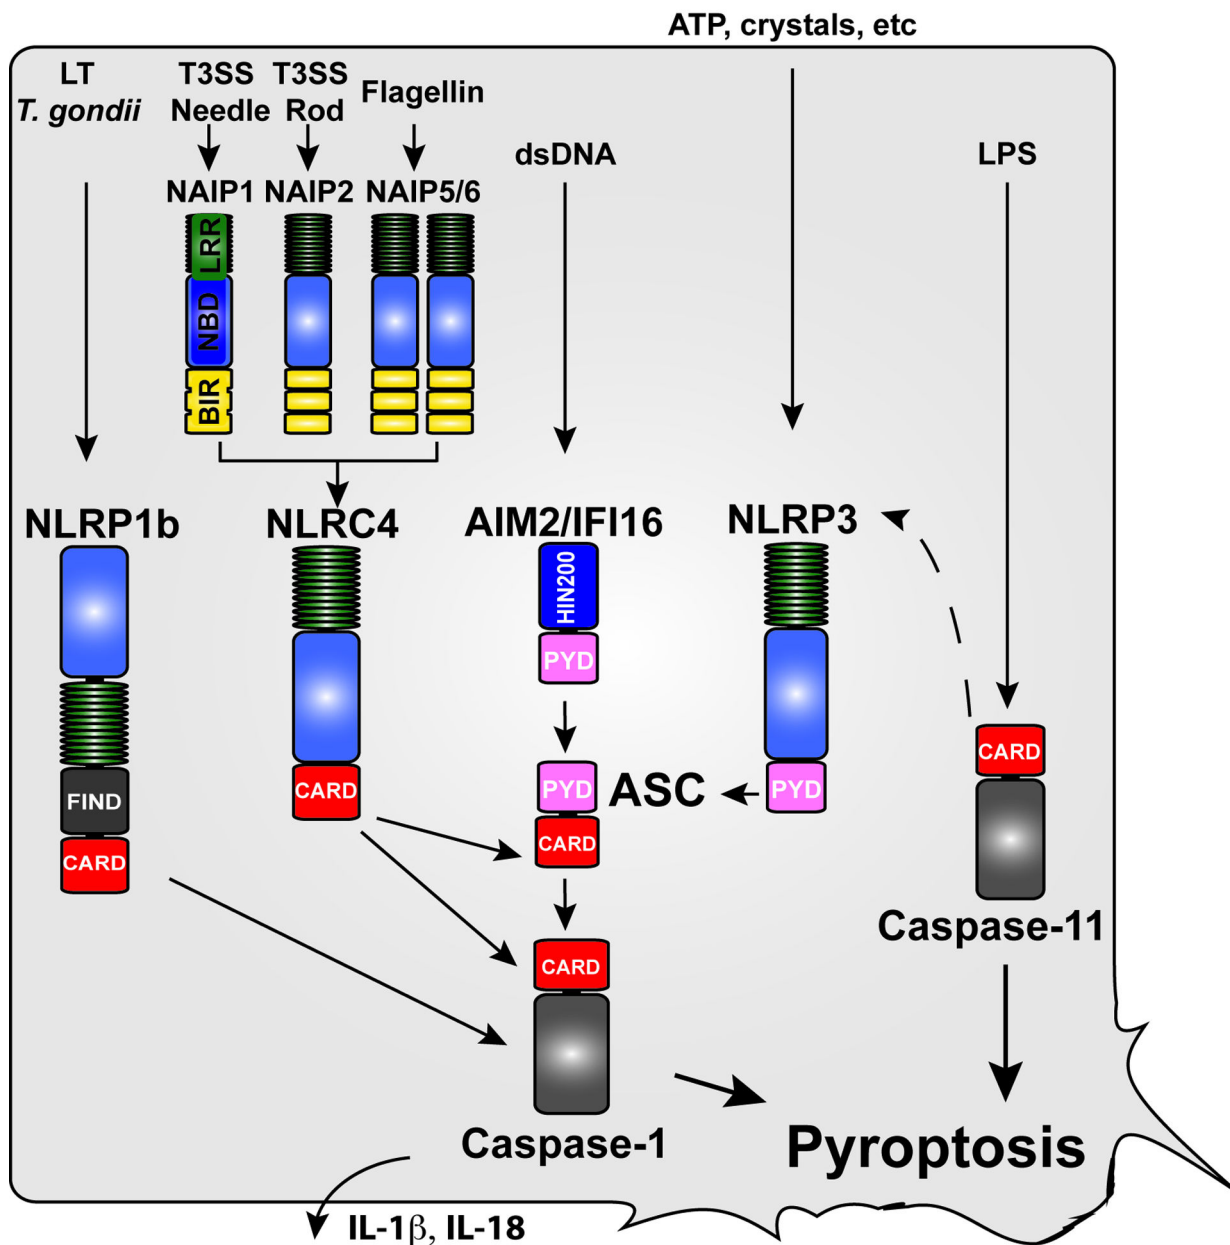 ATP, crystals, etc
LT
T. gondii
T3SS
Needle
T3SS
Rod
Flagellin
dsDNA
LPS
NAIP1
NAIP2
NAIP5/6
LRR
NBD
BIR
NLRP1b
NLRC4
AIM2/IFI16
NLRP3
HIN200
PYD
FIND
CARD
CARD
PYD
CARD
ASC
PYD
CARD
Caspase-11
CARD
Caspase-1
Pyroptosis
IL-1β, IL-18